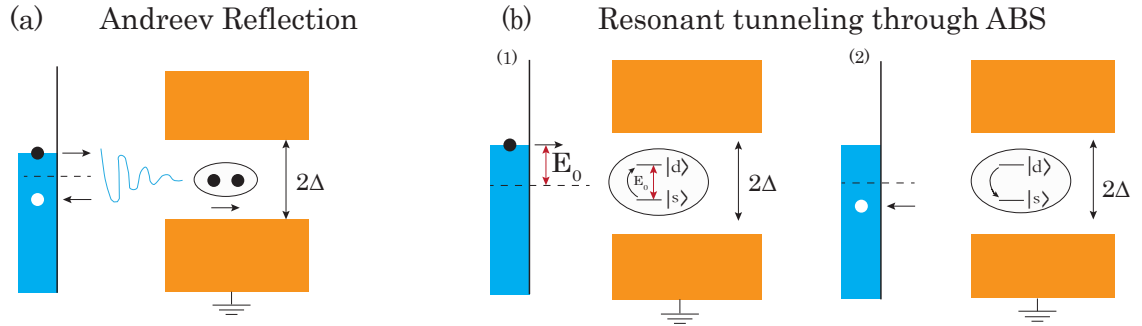 (a) Andreev Reflection
(b) Resonant tunneling through ABS
(1)
(2)
2Δ
E₀
|d⟩
E₀
|s⟩
2Δ
|d⟩
|s⟩
2Δ